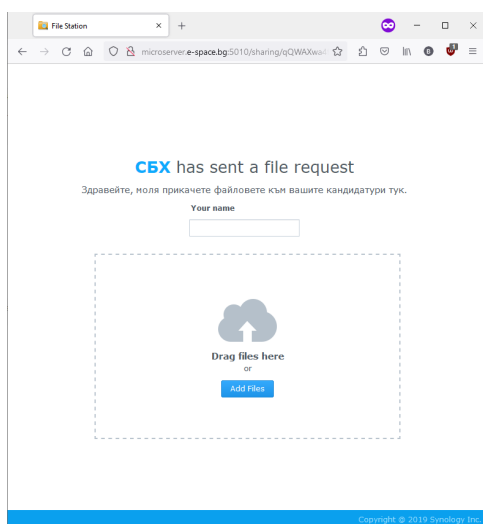 File Station
microserver.e-space.bg:5010/sharing/qQWAXwa
СБХ has sent a file request
Здравейте, моля прикачете файловете към вашите кандидатури тук.
Your name
Drag files here
or
Add Files
Copyright © 2019 Synology Inc.